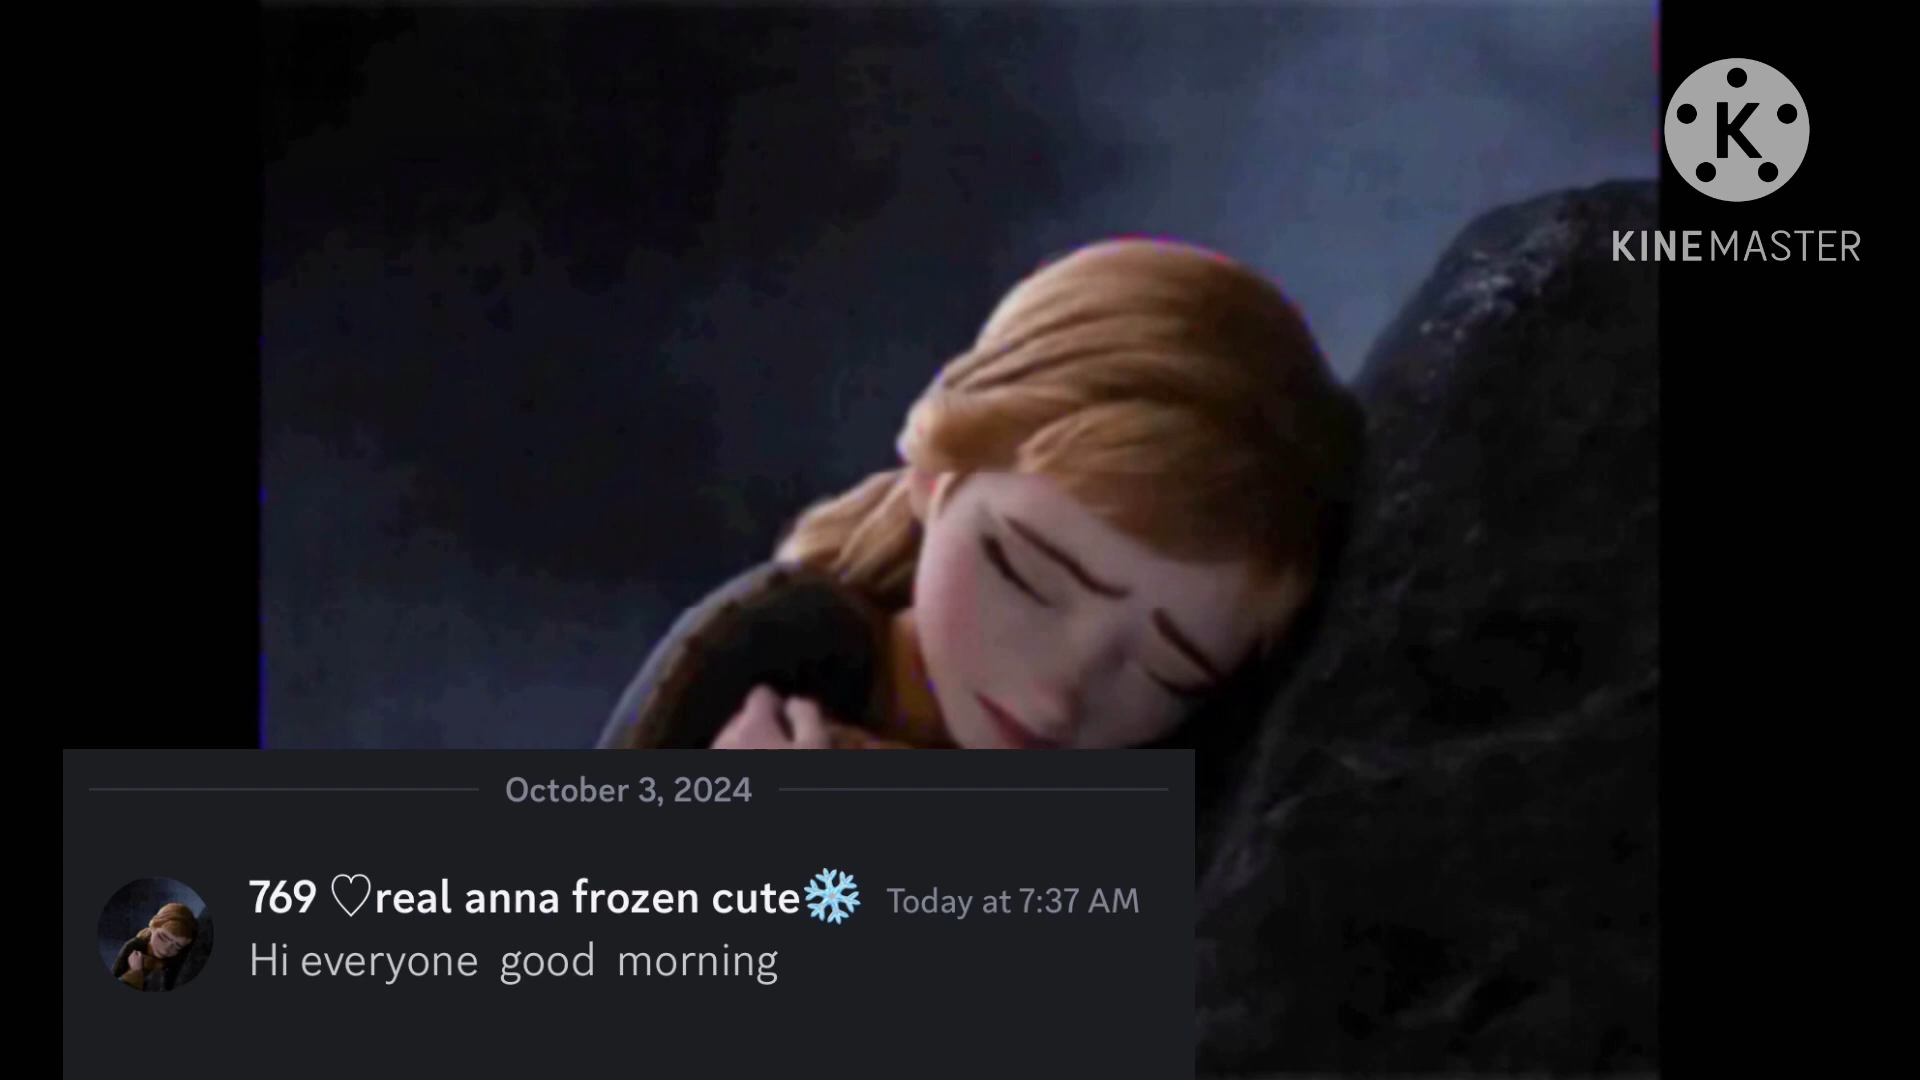 K
KINEMASTER
October 3, 2024
769 ♡real anna frozen cute❄️ Today at 7:37 AM
Hi everyone good morning